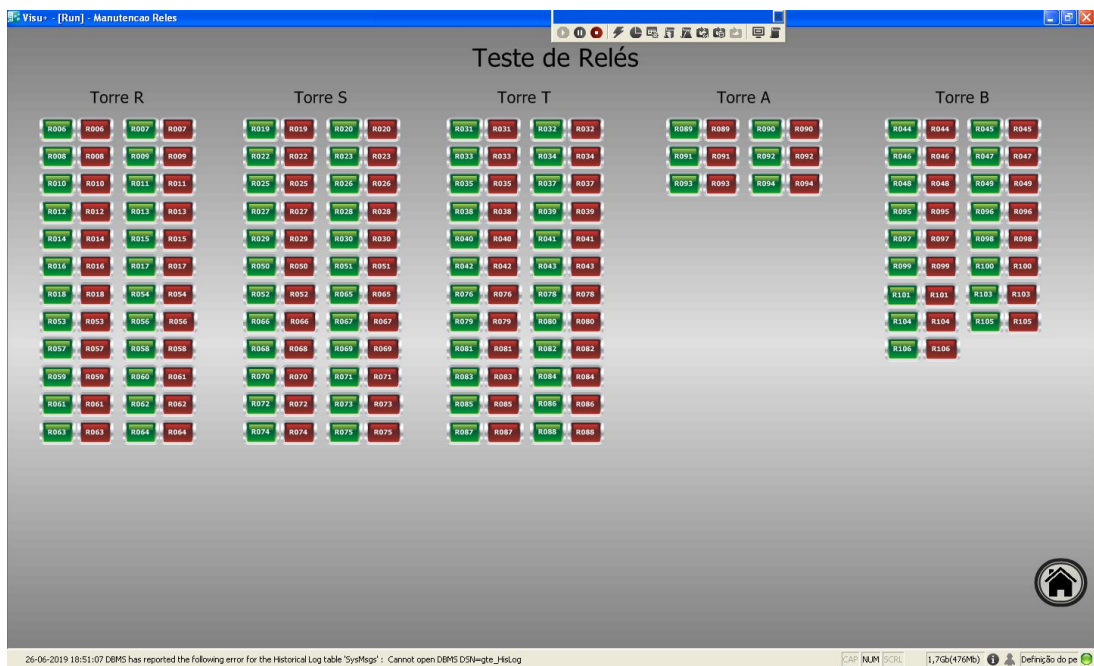 Visu+ - [Run] - Manutencao Reles
Teste de Relés
Torre R Torre S Torre T Torre A Torre B
R006 R006 R007 R007 R019 R019 R020 R020 R031 R031 R032 R032 R089 R089 R090 R090 R044 R044 R045 R045
R008 R008 R009 R009 R022 R022 R023 R023 R033 R033 R034 R034 R091 R091 R092 R092 R046 R046 R047 R047
R010 R010 R011 R011 R025 R025 R026 R026 R035 R035 R037 R037 R093 R093 R094 R094 R048 R048 R049 R049
R012 R012 R013 R013 R027 R027 R028 R028 R038 R038 R039 R039 R095 R095 R096 R096
R014 R014 R015 R015 R029 R029 R030 R030 R040 R040 R041 R041 R097 R097 R098 R098
R016 R016 R017 R017 R050 R050 R051 R051 R042 R042 R043 R043 R099 R099 R100 R100
R018 R018 R054 R054 R052 R052 R065 R065 R076 R076 R078 R078 R101 R101 R103 R103
R053 R053 R056 R056 R066 R066 R067 R067 R079 R079 R080 R080 R104 R104 R105 R105
R057 R057 R058 R058 R068 R068 R069 R069 R081 R081 R082 R082 R106 R106
R059 R059 R060 R061 R070 R070 R071 R071 R083 R083 R084 R084
R061 R061 R062 R062 R072 R072 R073 R073 R085 R085 R086 R086
R063 R063 R064 R064 R074 R074 R075 R075 R087 R087 R088 R088
26-06-2019 18:51:07 DBMS has reported the following error for the Historical Log table 'SysMsgs' : Cannot open DBMS DSN=gte_HisLog CAP NUM SCRL 1,7Gb(476Mb) Definição do pe